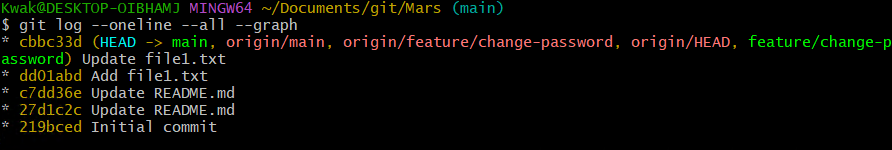 Kwak@DESKTOP-OIBHAMJ MINGW64 ~/Documents/git/Mars (main)
$ git log --oneline --all --graph
* cbbc33d (HEAD -> main, origin/main, origin/feature/change-password, origin/HEAD, feature/change-p
assword) Update file1.txt
* dd01abd Add file1.txt
* c7dd36e Update README.md
* 27d1c2c Update README.md
* 219bced Initial commit